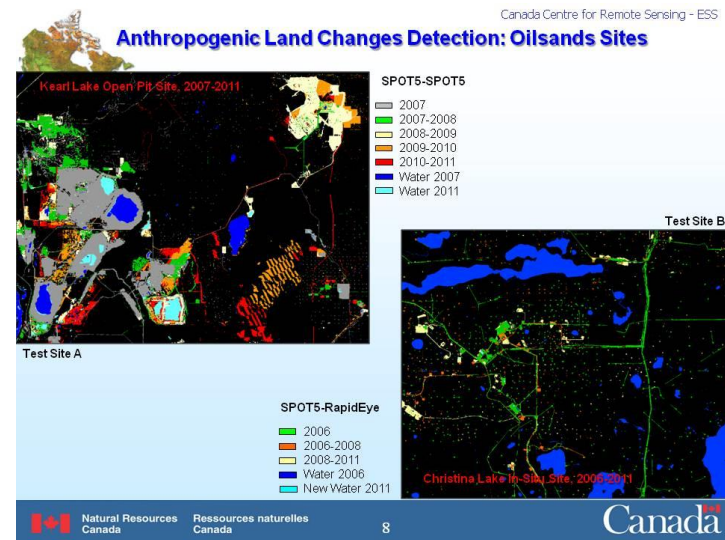 Canada Centre for Remote Sensing - ESS
Anthropogenic Land Changes Detection: Oilsands Sites
Kearl Lake Open Pit Site, 2007-2011
SPOT5-SPOT5
2007
2007-2008
2008-2009
2009-2010
2010-2011
Water 2007
Water 2011
Test Site A
Test Site B
SPOT5-RapidEye
2006
2006-2008
2008-2011
Water 2006
New Water 2011
Christina Lake In-Situ Site, 2006-2011
Natural Resources
Canada
Ressources naturelles
Canada
8
Canada